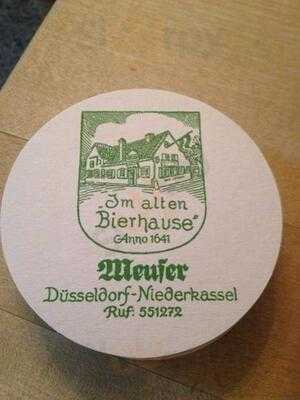 „Im alten
Bierhause"
Anno 1641
Meuser
Düsseldorf-Niederkassel
Ruf: 551272